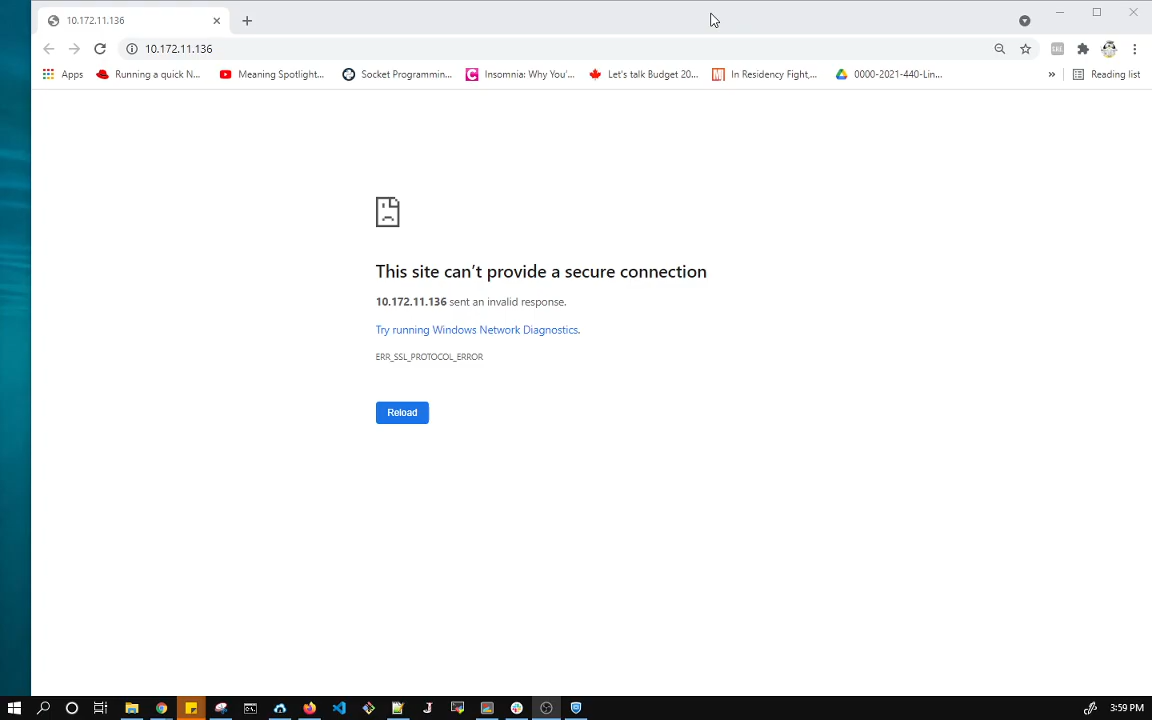 10.172.11.136
10.172.11.136
Apps Running a quick N... Meaning Spotlight... Socket Programmin... Insomnia: Why You'... Let's talk Budget 20... In Residency Fight,... 0000-2021-440-Lin... » Reading list
This site can't provide a secure connection
10.172.11.136 sent an invalid response.
Try running Windows Network Diagnostics.
ERR_SSL_PROTOCOL_ERROR
Reload
3:59 PM